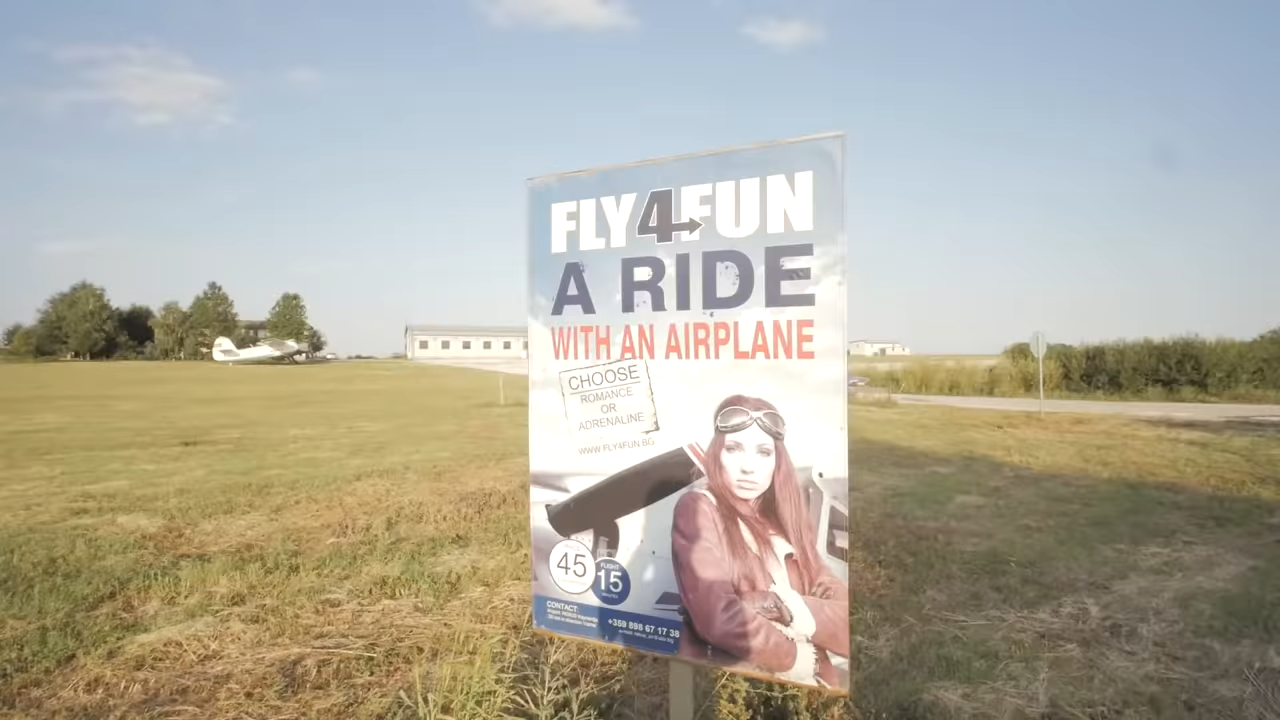 FLY4FUN
A RIDE
WITH AN AIRPLANE
CHOOSE
ROMANCE
OR
ADRENALINE
WWW.FLY4FUN.BG
45
FLIGHT
15
MINUTES
CONTACT:
+359 898 67 17 38